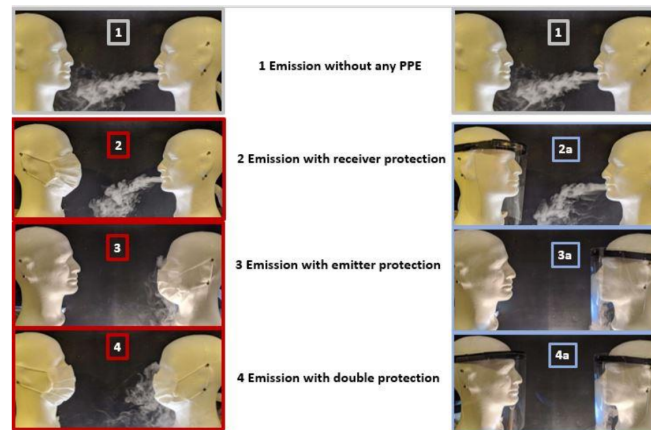 1
1 Emission without any PPE
1
2
2 Emission with receiver protection
2a
3
3 Emission with emitter protection
3a
4
4 Emission with double protection
4a